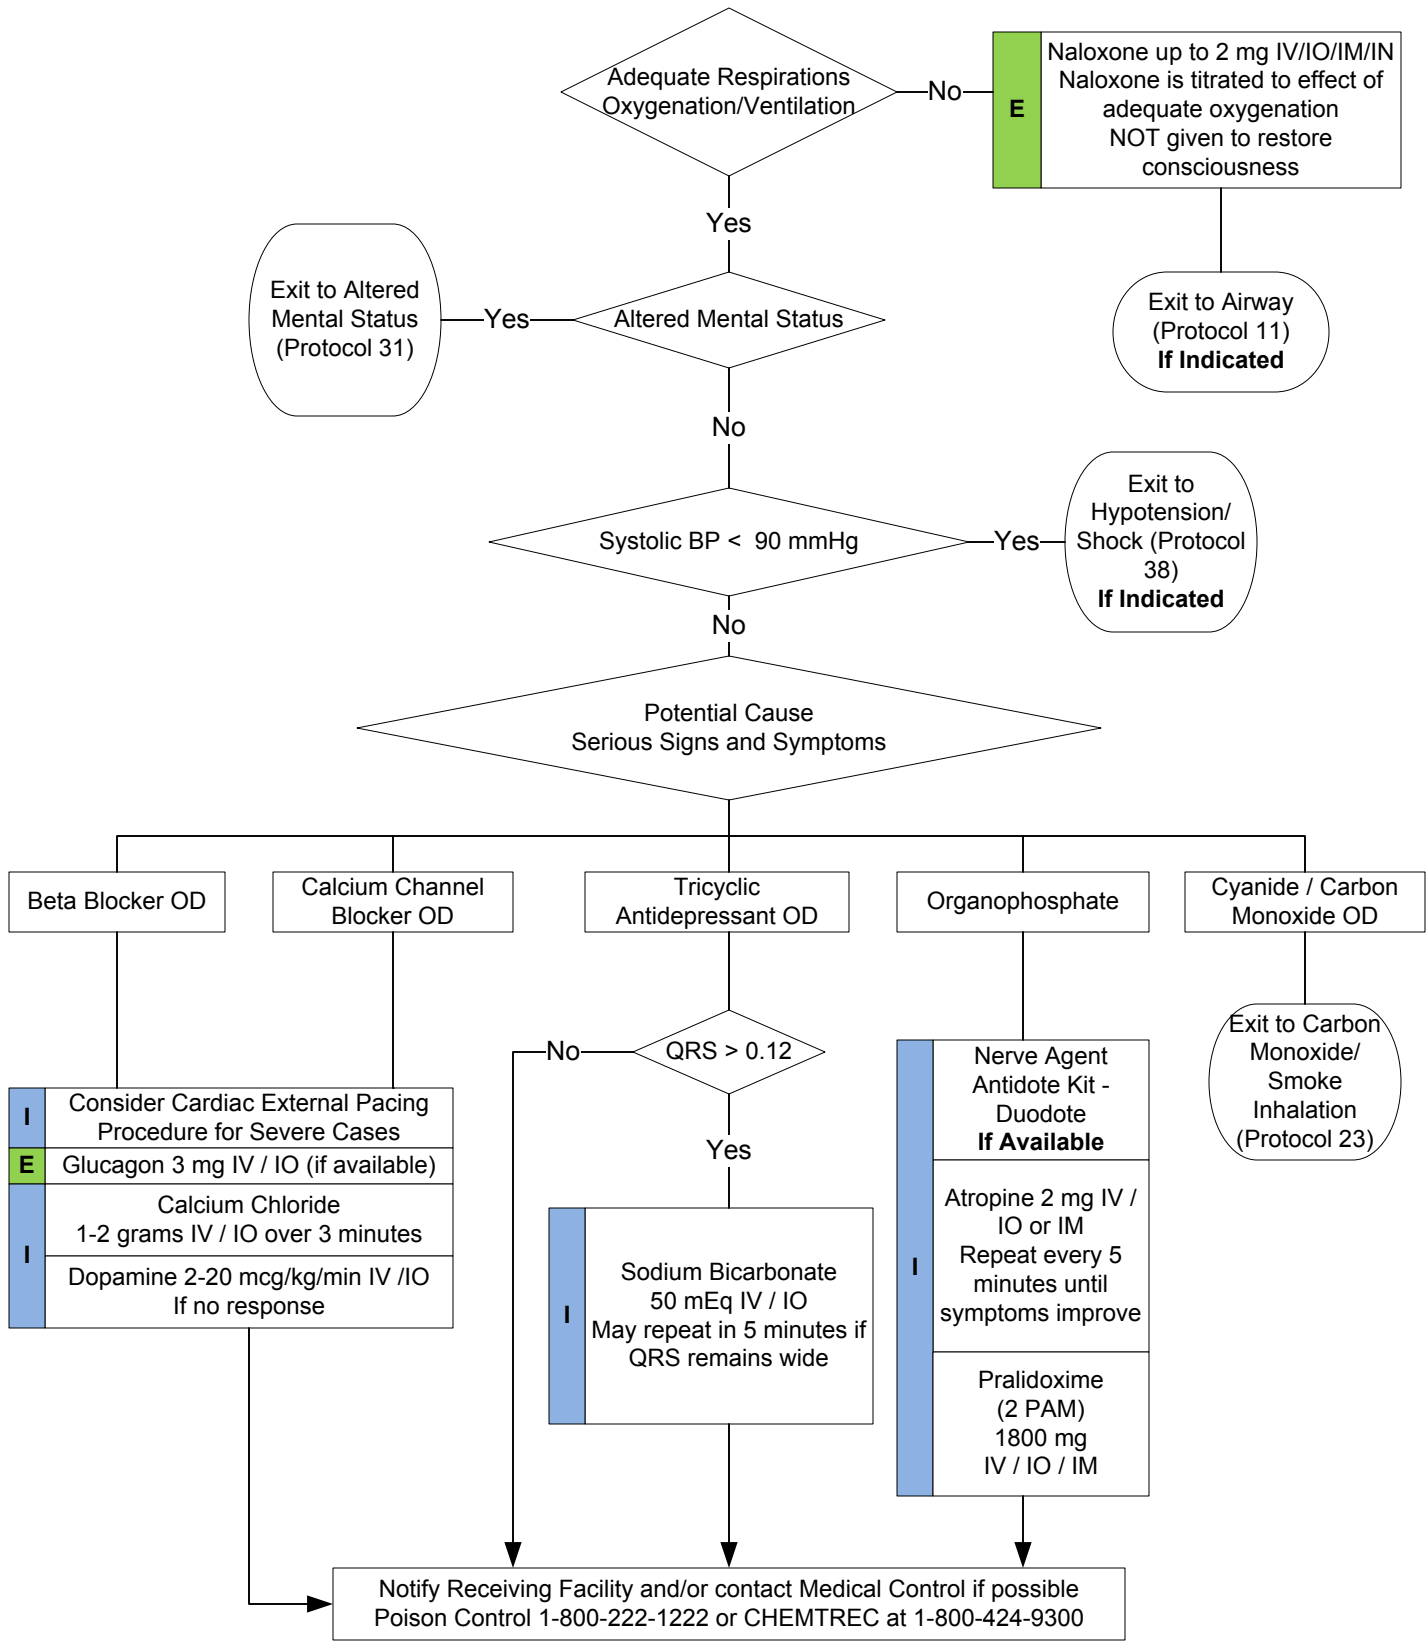 Adequate Respirations
Oxygenation/Ventilation
No
E
Naloxone up to 2 mg IV/IO/IM/IN
Naloxone is titrated to effect of
adequate oxygenation
NOT given to restore
consciousness
Yes
Exit to Airway
(Protocol 11)
If Indicated
Exit to Altered
Mental Status
(Protocol 31)
Yes
Altered Mental Status
No
Systolic BP < 90 mmHg
Yes
Exit to
Hypotension/
Shock (Protocol
38)
If Indicated
No
Potential Cause
Serious Signs and Symptoms
Beta Blocker OD
Calcium Channel
Blocker OD
Tricyclic
Antidepressant OD
Organophosphate
Cyanide / Carbon
Monoxide OD
I
Consider Cardiac External Pacing
Procedure for Severe Cases
E
Glucagon 3 mg IV / IO (if available)
I
Calcium Chloride
1-2 grams IV / IO over 3 minutes
Dopamine 2-20 mcg/kg/min IV /IO
If no response
No
QRS > 0.12
Yes
I
Sodium Bicarbonate
50 mEq IV / IO
May repeat in 5 minutes if
QRS remains wide
I
Nerve Agent
Antidote Kit -
Duodote
If Available
Atropine 2 mg IV /
IO or IM
Repeat every 5
minutes until
symptoms improve
Pralidoxime
(2 PAM)
1800 mg
IV / IO / IM
Exit to Carbon
Monoxide/
Smoke
Inhalation
(Protocol 23)
Notify Receiving Facility and/or contact Medical Control if possible
Poison Control 1-800-222-1222 or CHEMTREC at 1-800-424-9300